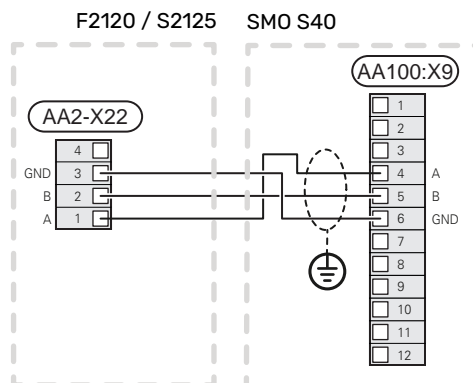 F2120 / S2125
SMO S40
AA2-X22
AA100:X9
4
GND 3
B 2
A 1
1
2
3
4 A
5 B
6 GND
7
8
9
10
11
12